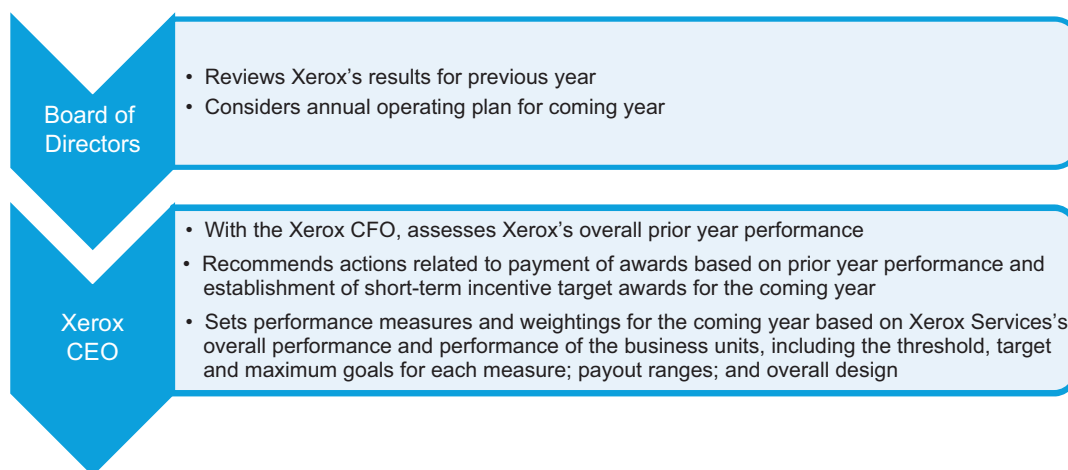 Board of
Directors
• Reviews Xerox's results for previous year
• Considers annual operating plan for coming year
Xerox
CEO
• With the Xerox CFO, assesses Xerox's overall prior year performance
• Recommends actions related to payment of awards based on prior year performance and
establishment of short-term incentive target awards for the coming year
• Sets performance measures and weightings for the coming year based on Xerox Services's
overall performance and performance of the business units, including the threshold, target
and maximum goals for each measure; payout ranges; and overall design